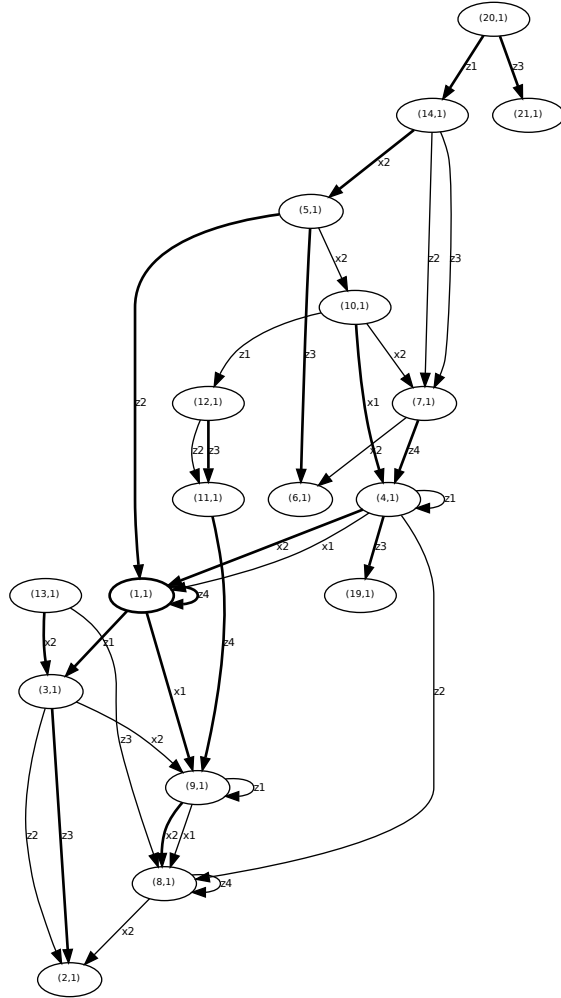 (20,1)
z1
z3
(14,1)
(21,1)
x2
(5,1)
x2
z2
z3
(10,1)
z1
z3
x2
z2
x1
(12,1)
(7,1)
z2
z3
x2
z4
(11,1)
(6,1)
(4,1)
z1
x2
x1
z3
(13,1)
(1,1)
z4
(19,1)
x2
z1
z4
(3,1)
x1
z2
z3
x2
(9,1)
z1
z2
z3
x2
x1
(8,1)
z4
x2
(2,1)